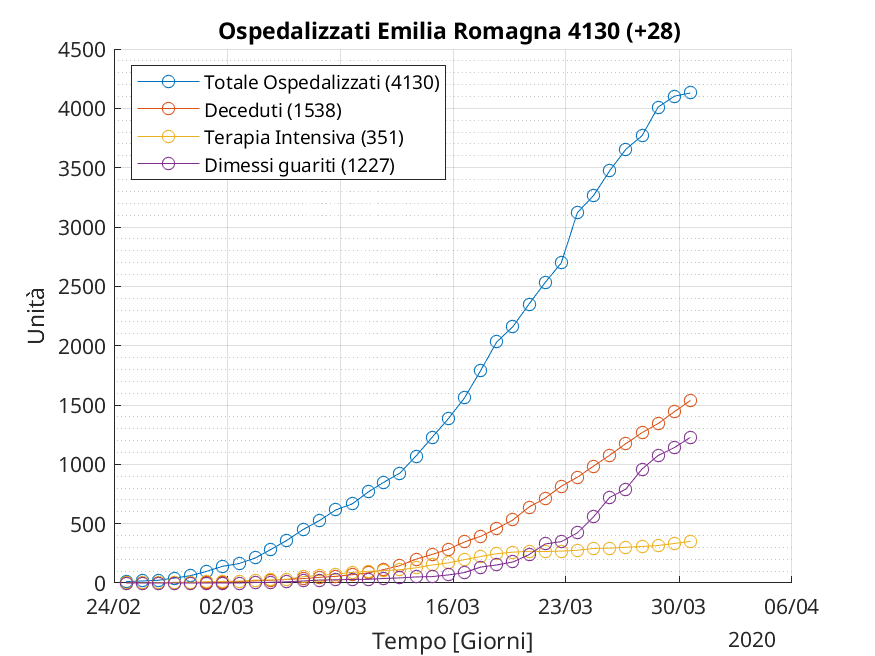 Ospedalizzati Emilia Romagna 4130 (+28)
Totale Ospedalizzati (4130)
Deceduti (1538)
Terapia Intensiva (351)
Dimessi guariti (1227)
4500
4000
3500
3000
2500
2000
1500
1000
500
0
Unità
24/02 02/03 09/03 16/03 23/03 30/03 06/04
Tempo [Giorni]
2020